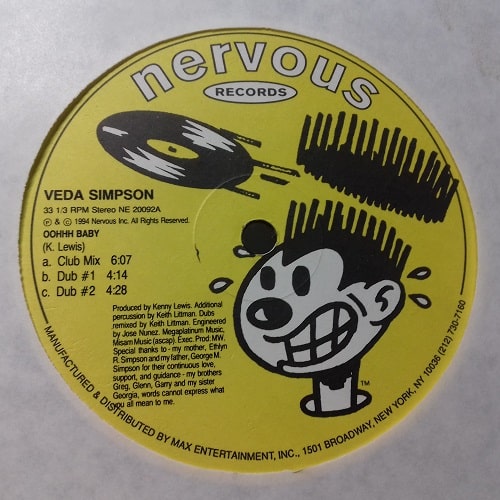 nervous
RECORDS
VEDA SIMPSON
33 1/3 RPM Stereo NE 20092A
℗ & © 1994 Nervous Inc. All Rights Reserved.
OOHHH BABY
(K. Lewis)
a. Club Mix 6:07
b. Dub #1 4:14
c. Dub #2 4:28
Produced by Kenny Lewis. Additional
percussion by Keith Littman. Dubs
remixed by Keith Littman. Engineered
by Jose Nunez. Megaplatinum Music,
Misam Music (ascap). Exec. Prod: MW.
Special thanks to - my mother, Ethlyn
R. Simpson and my father, George M.
Simpson for their continuous love,
support, and guidance - my brothers
Greg, Glenn, Garry and my sister
Georgia, words cannot express what
you all mean to me.
TM
MANUFACTURED & DISTRIBUTED BY MAX ENTERTAINMENT, INC., 1501 BROADWAY, NEW YORK, NY 10036 (212) 730-7160